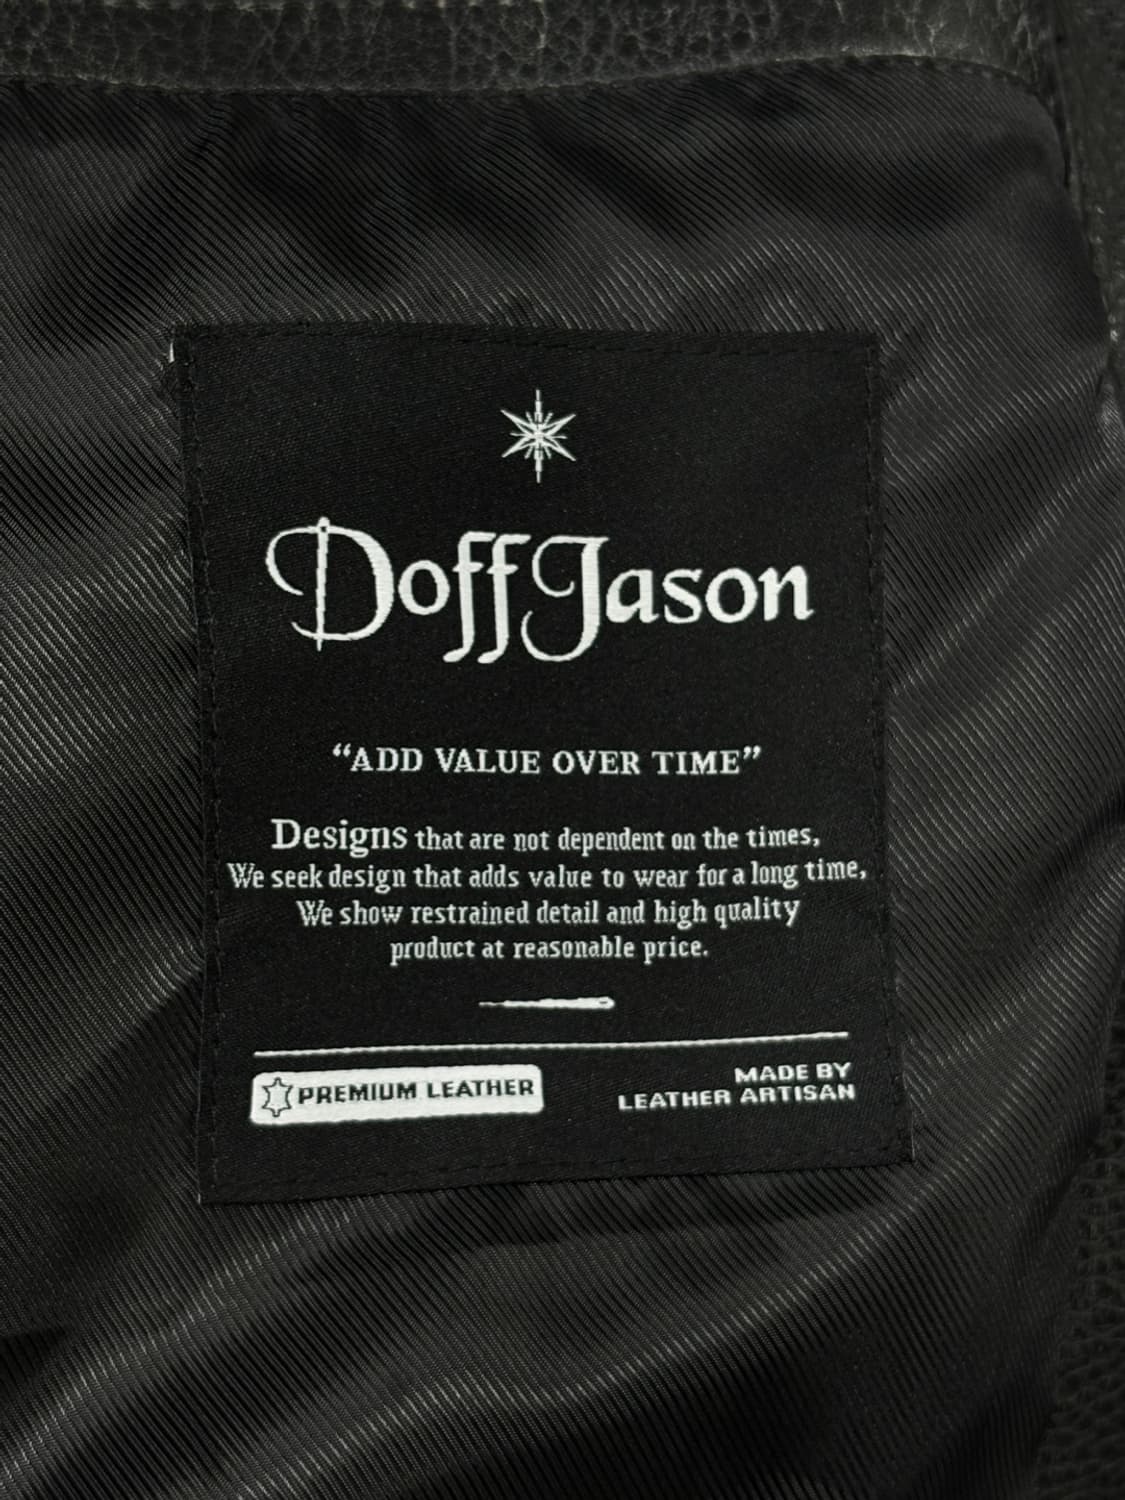 Doff Jason
“ADD VALUE OVER TIME”
Designs that are not dependent on the times,
We seek design that adds value to wear for a long time,
We show restrained detail and high quality
product at reasonable price.
PREMIUM LEATHER
MADE BY
LEATHER ARTISAN